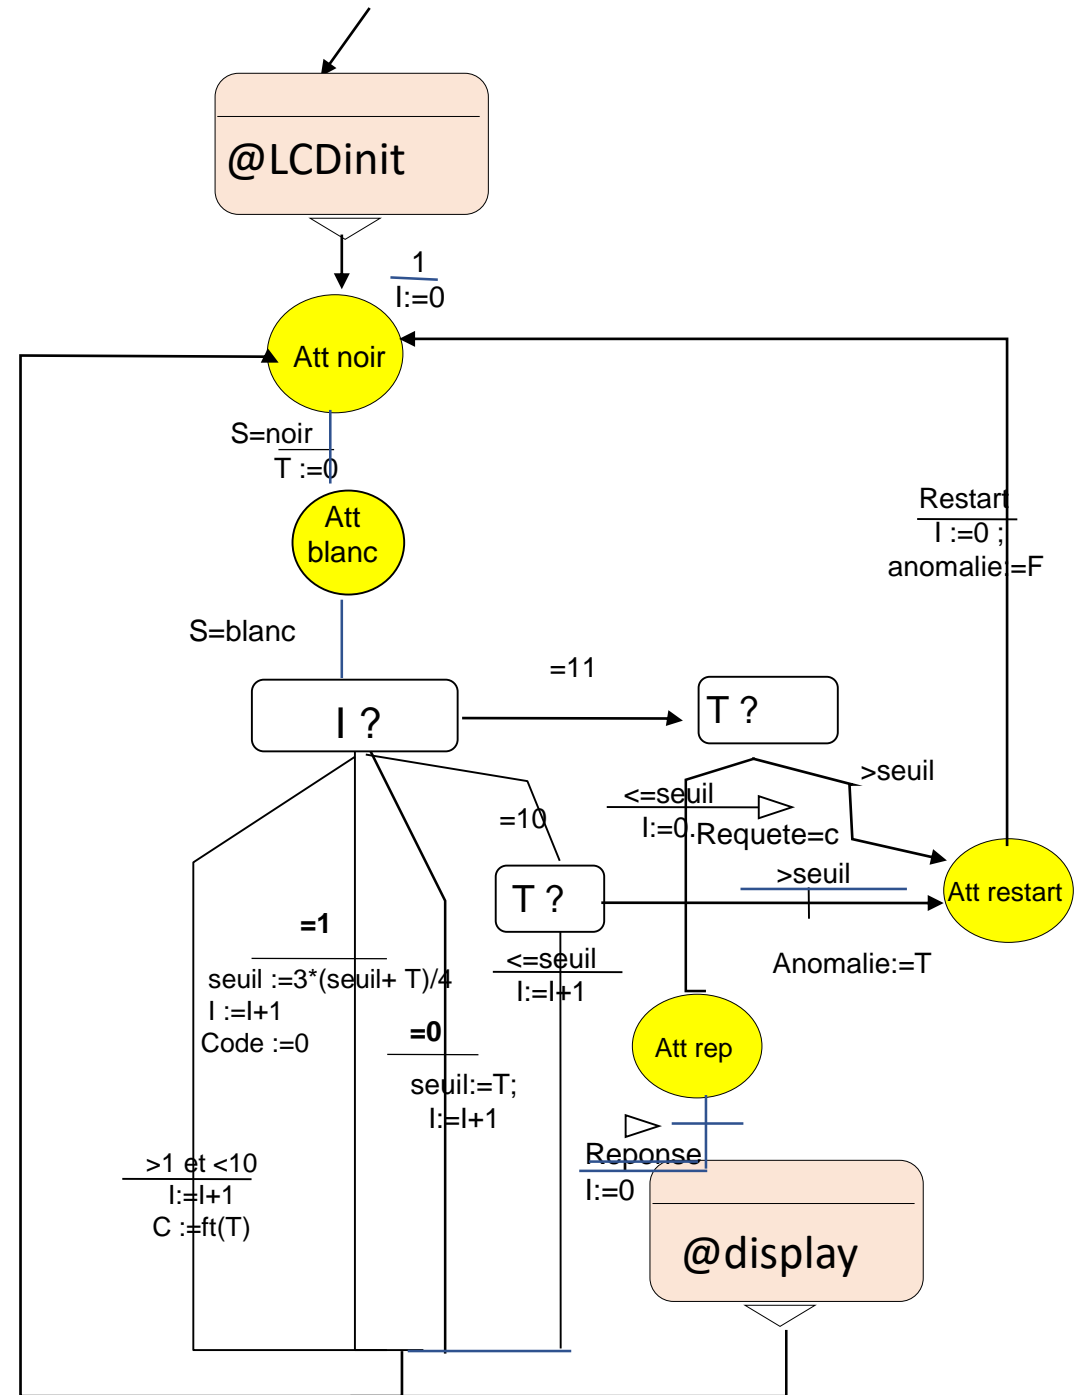 @LCDinit
1
I:=0
Att noir
S=noir
T :=0
Att
blanc
Restart
I :=0 ;
anomalie:=F
S=blanc
=11
I ?
T ?
>seuil
<=seuil
I:=0.
Requete=c
=10
>seuil
T ?
Att restart
=1
<=seuil
I:=I+1
Anomalie:=T
seuil :=3*(seuil+ T)/4
I :=I+1
Code :=0
=0
seuil:=T;
I:=I+1
Att rep
>1 et <10
I:=I+1
C :=ft(T)
Reponse
I:=0
@display